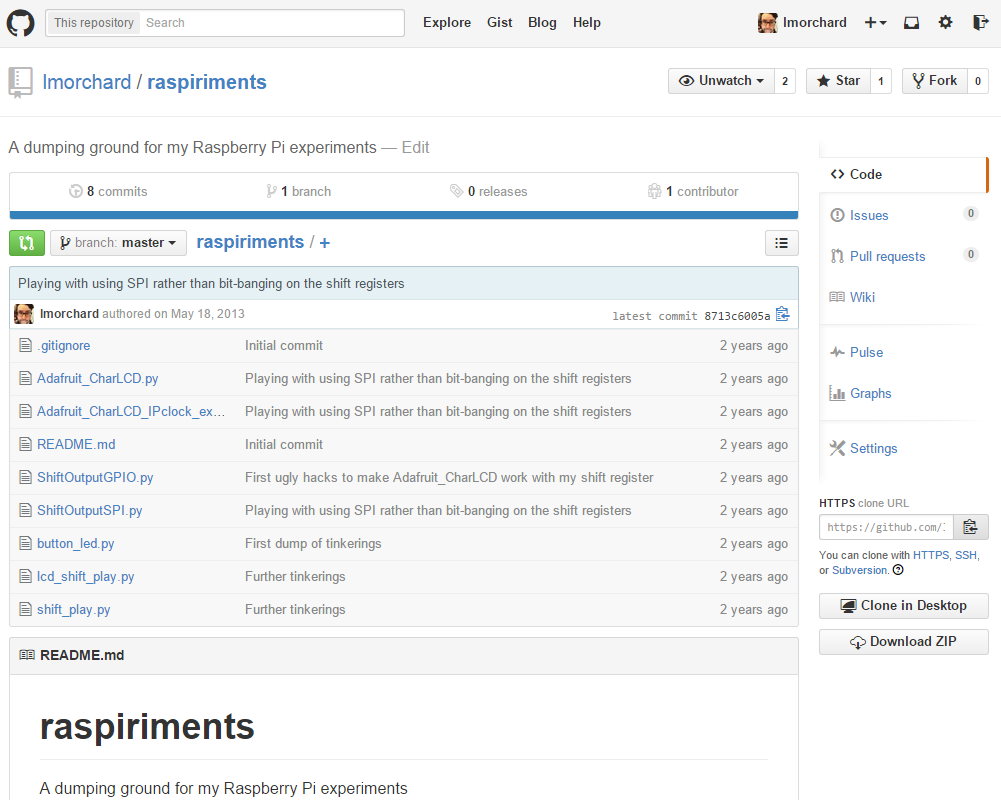 This repository Search Explore Gist Blog Help lmorchard
lmorchard / raspiriments Unwatch 2 Star 1 Fork 0
A dumping ground for my Raspberry Pi experiments — Edit
8 commits 1 branch 0 releases 1 contributor
branch: master raspiriments / +
Playing with using SPI rather than bit-banging on the shift registers
lmorchard authored on May 18, 2013 latest commit 8713c6005a
.gitignore Initial commit 2 years ago
Adafruit_CharLCD.py Playing with using SPI rather than bit-banging on the shift registers 2 years ago
Adafruit_CharLCD_IPclock_ex… Playing with using SPI rather than bit-banging on the shift registers 2 years ago
README.md Initial commit 2 years ago
ShiftOutputGPIO.py First ugly hacks to make Adafruit_CharLCD work with my shift register 2 years ago
ShiftOutputSPI.py Playing with using SPI rather than bit-banging on the shift registers 2 years ago
button_led.py First dump of tinkerings 2 years ago
lcd_shift_play.py Further tinkerings 2 years ago
shift_play.py Further tinkerings 2 years ago
README.md
raspiriments
A dumping ground for my Raspberry Pi experiments
Code
Issues 0
Pull requests 0
Wiki
Pulse
Graphs
Settings
HTTPS clone URL
https://github.com/
You can clone with HTTPS, SSH,
or Subversion.
Clone in Desktop
Download ZIP